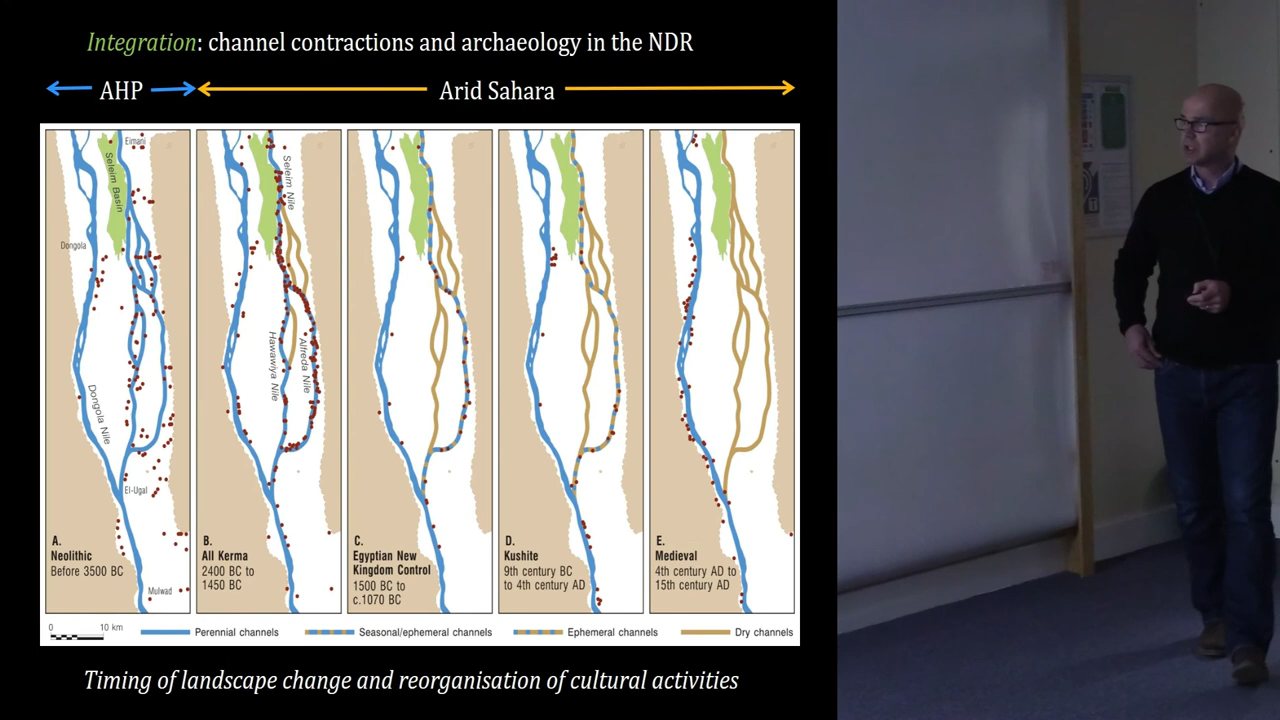 Integration: channel contractions and archaeology in the NDR
AHP
Arid Sahara
Eimani
Seleim Basin
Dongola
Dongola Nile
El-Ugal
Mulwad
A.
Neolithic
Before 3500 BC
Seleim Nile
Hawawiya Nile
Alfreda Nile
B.
All Kerma
2400 BC to
1450 BC
C.
Egyptian New
Kingdom Control
1500 BC to
c.1070 BC
D.
Kushite
9th century BC
to 4th century AD
E.
Medieval
4th century AD to
15th century AD
0 10 km
Perennial channels
Seasonal/ephemeral channels
Ephemeral channels
Dry channels
Timing of landscape change and reorganisation of cultural activities